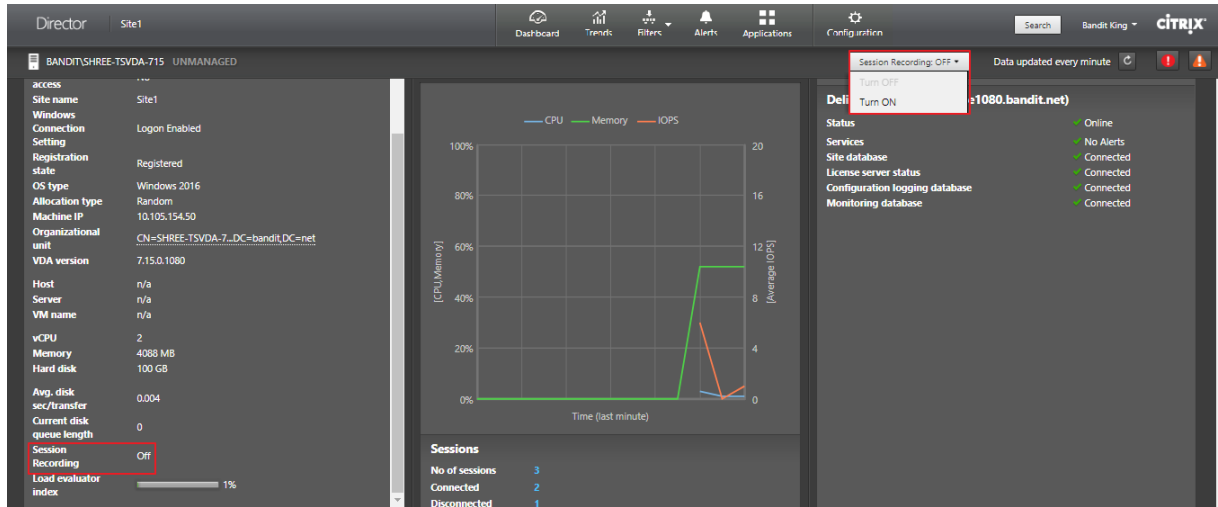 Director Site1 Dashboard Trends Filters Alerts Applications Configuration Search Bandit King CİTRIX
BANDIT\SHREE-TSVDA-715 UNMANAGED Session Recording: OFF Data updated every minute
Turn OFF
Turn ON
access No
Site name Site1
Windows
Connection Logon Enabled
Setting
Registration
state Registered
OS type Windows 2016
Allocation type Random
Machine IP 10.105.154.50
Organizational
unit CN=SHREE-TSVDA-7...DC=bandit,DC=net
VDA version 7.15.0.1080
Host n/a
Server n/a
VM name n/a
vCPU 2
Memory 4088 MB
Hard disk 100 GB
Avg. disk
sec/transfer 0.004
Current disk
queue length 0
Session
Recording Off
Load evaluator
index 1%
CPU Memory IOPS
100% 20
80% 16
60% 12
40% 8
20% 4
0% 0
[CPU,Memory]
[Average IOPS]
Time (last minute)
Sessions
No of sessions 3
Connected 2
Disconnected 1
Deli e1080.bandit.net)
Status Online
Services No Alerts
Site database Connected
License server status Connected
Configuration logging database Connected
Monitoring database Connected